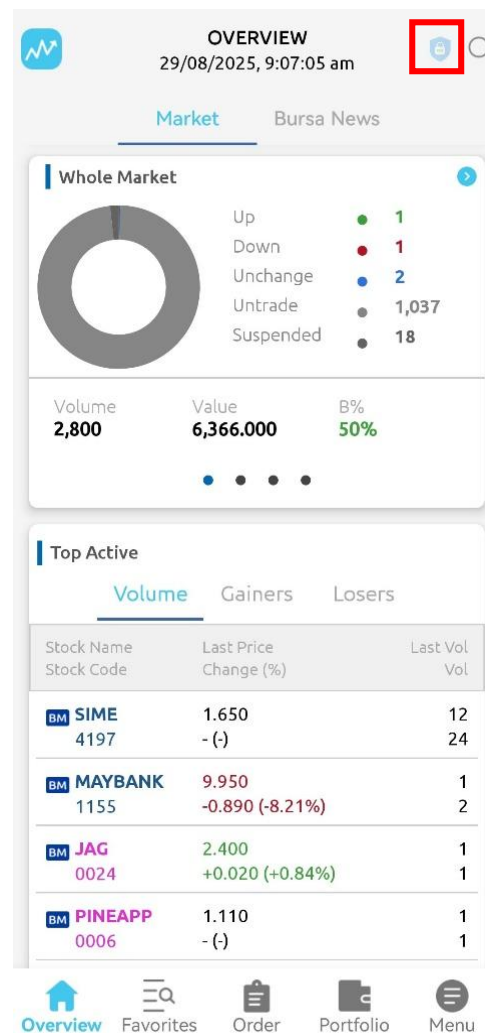 OVERVIEW
29/08/2025, 9:07:05 am
Market Bursa News
Whole Market
Up 1
Down 1
Unchange 2
Untrade 1,037
Suspended 18
Volume Value B%
2,800 6,366.000 50%
Top Active
Volume Gainers Losers
Stock Name Last Price Last Vol
Stock Code Change (%) Vol
BM SIME 1.650 12
4197 - (-) 24
BM MAYBANK 9.950 1
1155 -0.890 (-8.21%) 2
BM JAG 2.400 1
0024 +0.020 (+0.84%) 1
BM PINEAPP 1.110 1
0006 - (-) 1
Overview Favorites Order Portfolio Menu